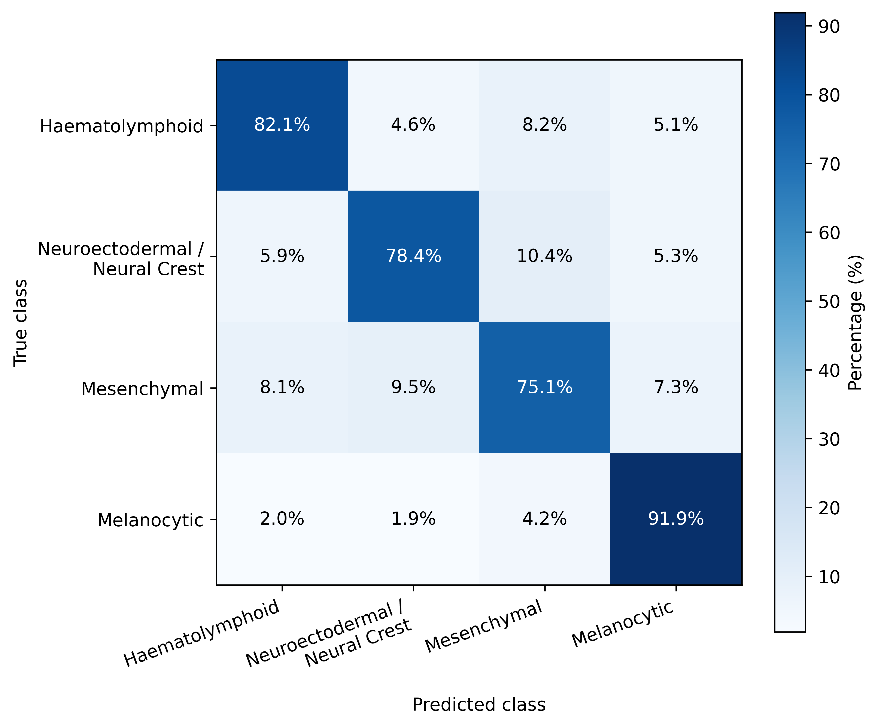 Haematolymphoid
82.1% 4.6% 8.2% 5.1%
Neuroectodermal /
Neural Crest
5.9% 78.4% 10.4% 5.3%
Mesenchymal
8.1% 9.5% 75.1% 7.3%
Melanocytic
2.0% 1.9% 4.2% 91.9%
True class
Haematolymphoid
Neuroectodermal /
Neural Crest
Mesenchymal
Melanocytic
Predicted class
90
80
70
60
50
40
30
20
10
Percentage (%)